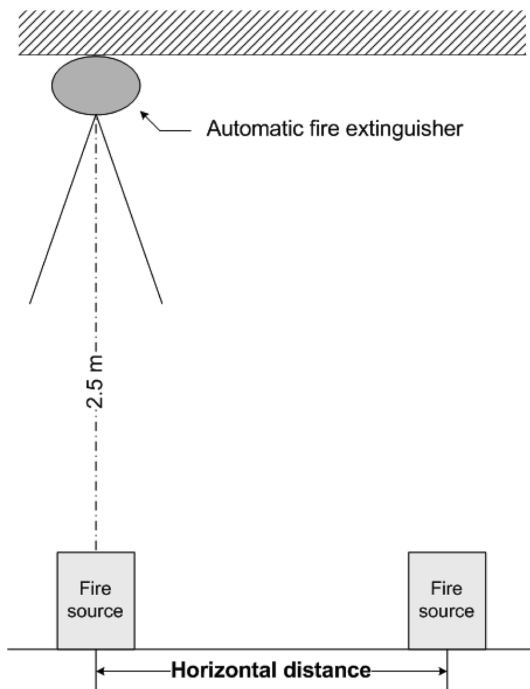 Automatic fire extinguisher
2.5 m
Fire
source
Fire
source
Horizontal distance